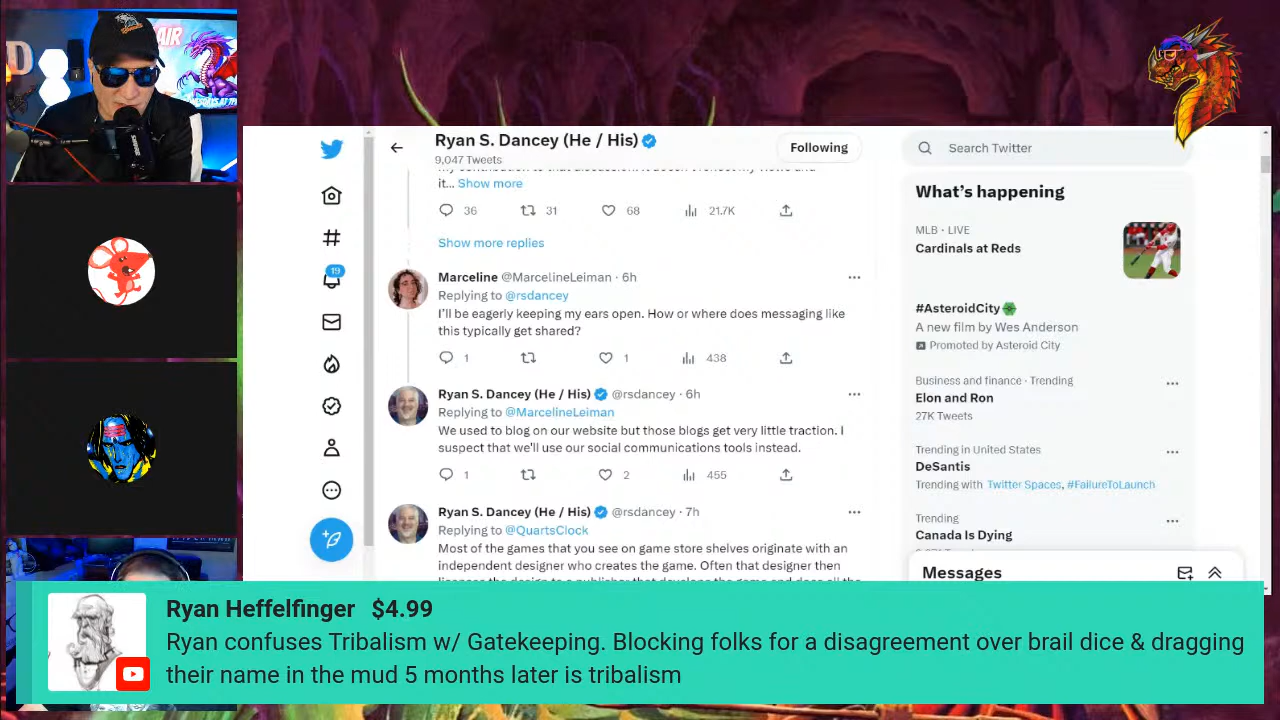 AIR
TUESDAYS AT 7
Ryan S. Dancey (He / His)
9,047 Tweets
Following
it... Show more
36 31 68 21.7K
Show more replies
Marceline @MarcelineLeiman · 6h
Replying to @rsdancey
I'll be eagerly keeping my ears open. How or where does messaging like
this typically get shared?
1 1 438
Ryan S. Dancey (He / His) @rsdancey · 6h
Replying to @MarcelineLeiman
We used to blog on our website but those blogs get very little traction. I
suspect that we'll use our social communications tools instead.
1 2 455
Ryan S. Dancey (He / His) @rsdancey · 7h
Replying to @QuartsClock
Most of the games that you see on game store shelves originate with an
independent designer who creates the game. Often that designer then
19
Search Twitter
What's happening
MLB · LIVE
Cardinals at Reds
#AsteroidCity
A new film by Wes Anderson
Promoted by Asteroid City
Business and finance · Trending
Elon and Ron
27K Tweets
Trending in United States
DeSantis
Trending with Twitter Spaces, #FailureToLaunch
Trending
Canada Is Dying
Messages
Ryan Heffelfinger $4.99
Ryan confuses Tribalism w/ Gatekeeping. Blocking folks for a disagreement over brail dice & dragging
their name in the mud 5 months later is tribalism